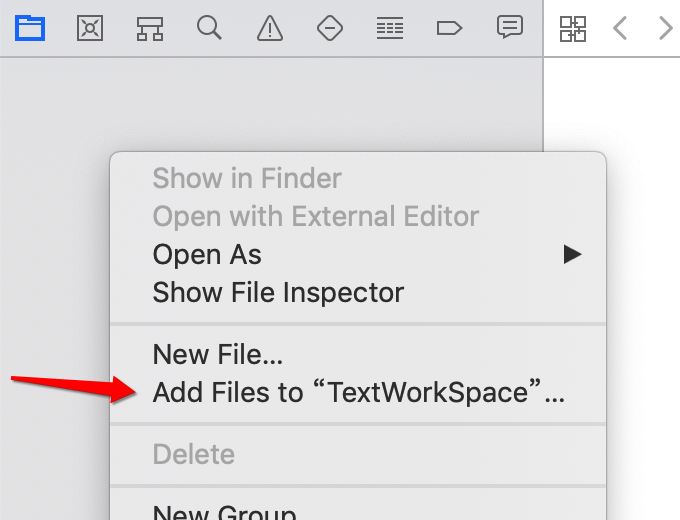 Show in Finder
Open with External Editor
Open As
Show File Inspector
New File...
Add Files to “TextWorkSpace”...
Delete
New Group